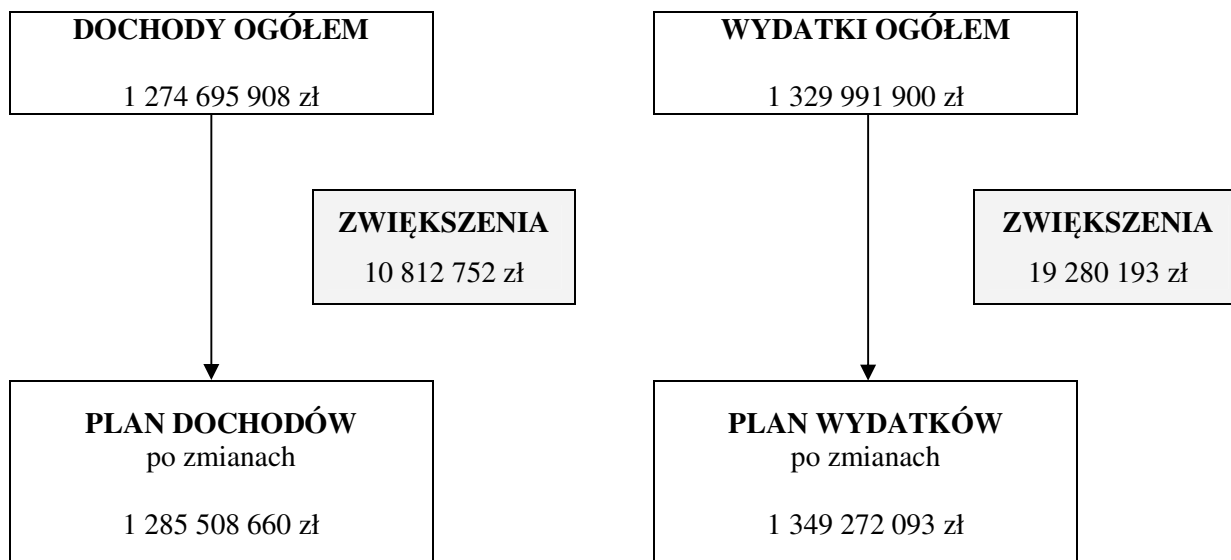 DOCHODY OGÓŁEM
1 274 695 908 zł
WYDATKI OGÓŁEM
1 329 991 900 zł
ZWIĘKSZENIA
10 812 752 zł
ZWIĘKSZENIA
19 280 193 zł
PLAN DOCHODÓW
po zmianach
1 285 508 660 zł
PLAN WYDATKÓW
po zmianach
1 349 272 093 zł